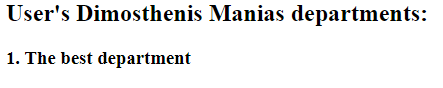 User's Dimosthenis Manias departments:
1. The best department